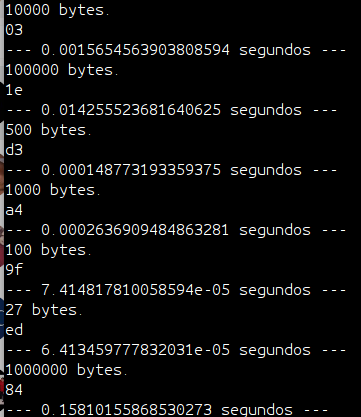 10000 bytes.
03
--- 0.0015654563903808594 segundos ---
100000 bytes.
1e
--- 0.014255523681640625 segundos ---
500 bytes.
d3
--- 0.000148773193359375 segundos ---
1000 bytes.
a4
--- 0.0002636909484863281 segundos ---
100 bytes.
9f
--- 7.414817810058594e-05 segundos ---
27 bytes.
ed
--- 6.413459777832031e-05 segundos ---
1000000 bytes.
84
--- 0.15810155868530273 segundos ---